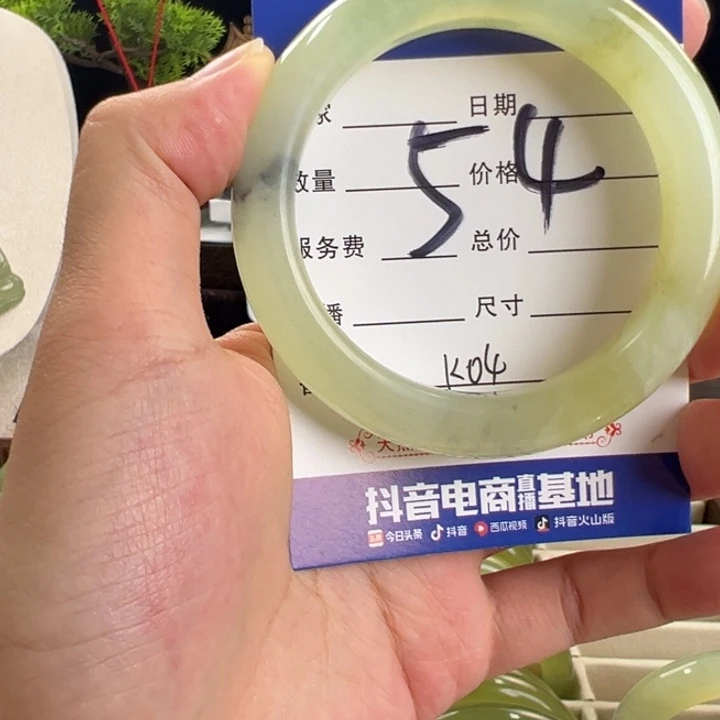 家 日期
数量 价格
54
服务费 总价
播 尺寸
K04
抖音电商直播基地
今日头条 抖音 西瓜视频 抖音火山版